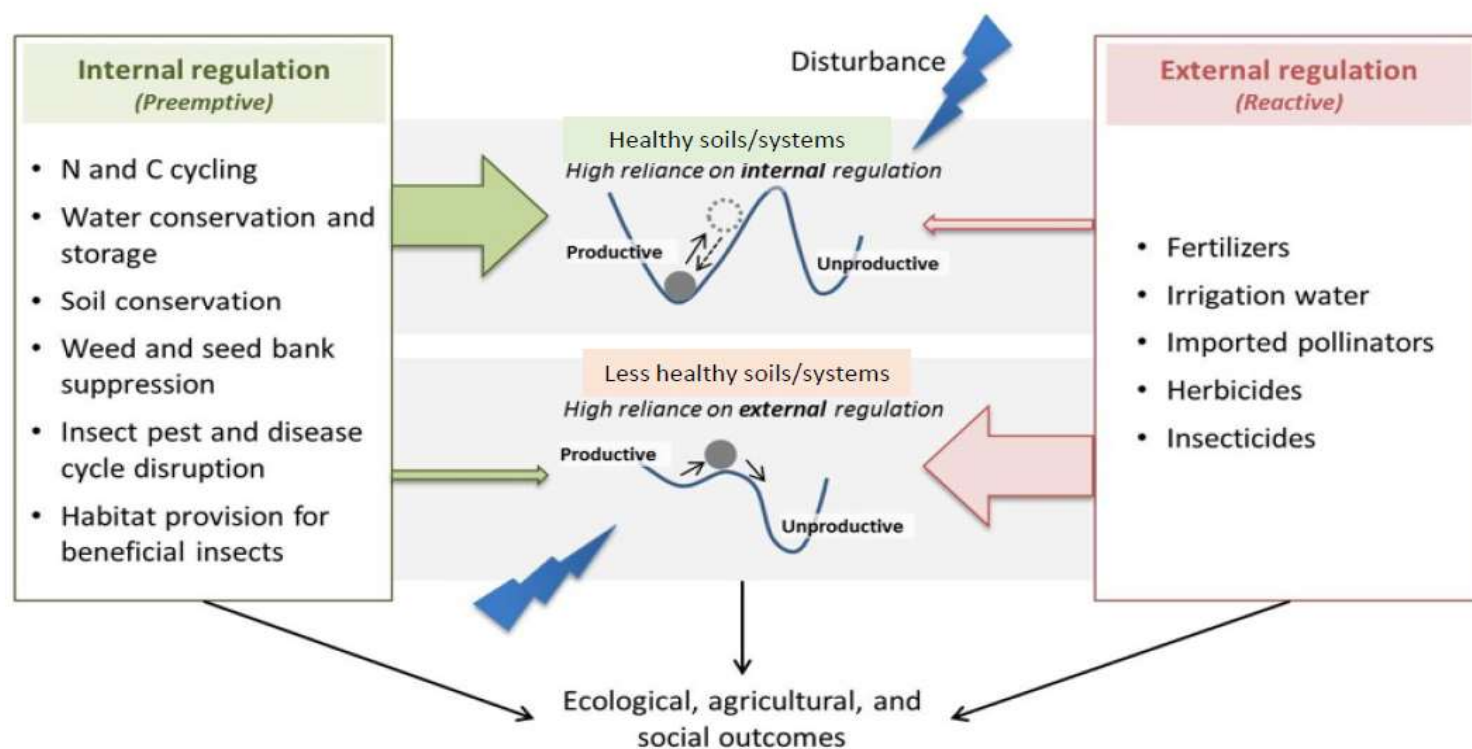 Internal regulation
(Preemptive)
• N and C cycling
• Water conservation and
storage
• Soil conservation
• Weed and seed bank
suppression
• Insect pest and disease
cycle disruption
• Habitat provision for
beneficial insects
Disturbance
Healthy soils/systems
High reliance on internal regulation
Productive
Unproductive
Less healthy soils/systems
High reliance on external regulation
Productive
Unproductive
External regulation
(Reactive)
• Fertilizers
• Irrigation water
• Imported pollinators
• Herbicides
• Insecticides
Ecological, agricultural, and
social outcomes